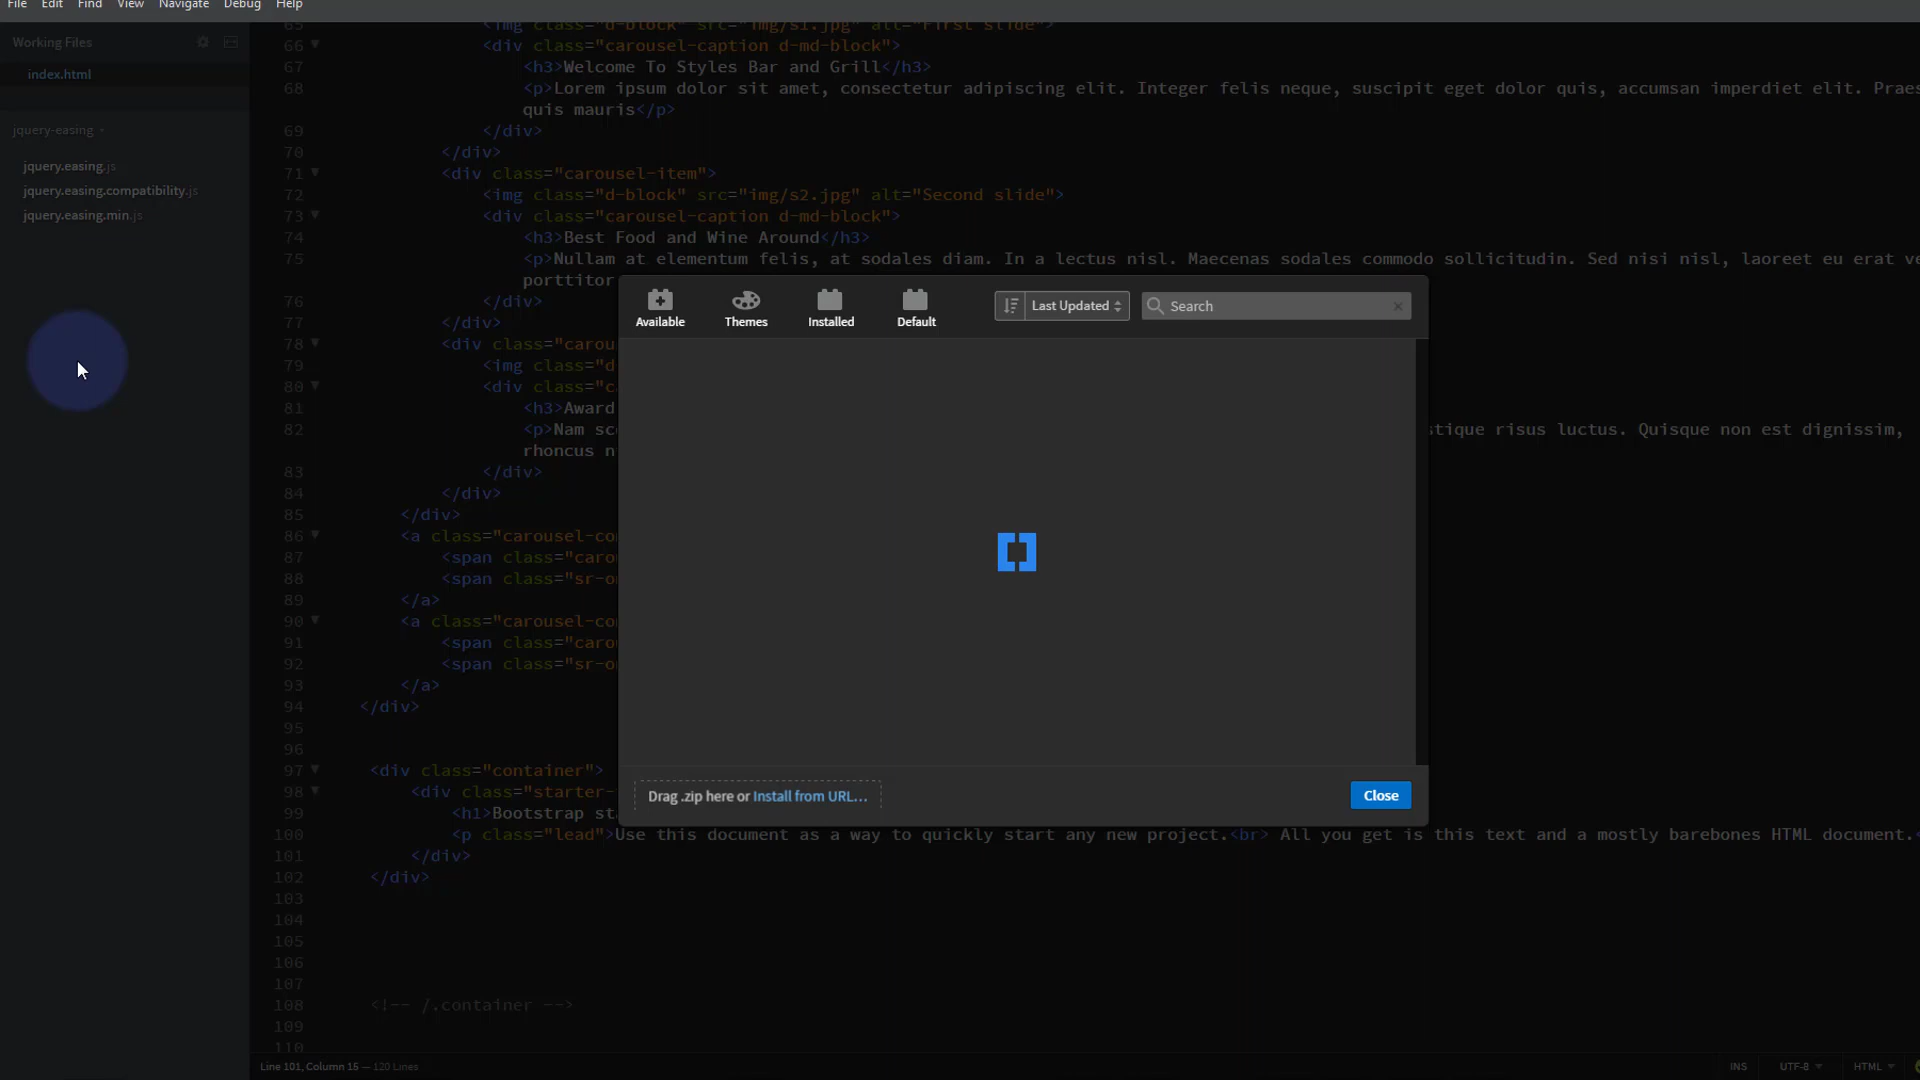 File Edit Find View Navigate Debug Help
Working Files
index.html
jquery-easing
jquery.easing.js
jquery.easing.compatibility.js
jquery.easing.min.js
65 <img class="d-block" src="img/s1.jpg" alt="First slide">
66 <div class="carousel-caption d-md-block">
67 <h3>Welcome To Styles Bar and Grill</h3>
68 <p>Lorem ipsum dolor sit amet, consectetur adipiscing elit. Integer felis neque, suscipit eget dolor quis, accumsan imperdiet elit. Praes
quis mauris</p>
69 </div>
70 </div>
71 <div class="carousel-item">
72 <img class="d-block" src="img/s2.jpg" alt="Second slide">
73 <div class="carousel-caption d-md-block">
74 <h3>Best Food and Wine Around</h3>
75 <p>Nullam at elementum felis, at sodales diam. In a lectus nisl. Maecenas sodales commodo sollicitudin. Sed nisi nisl, laoreet eu erat ve
porttitor
76 </div>
77 </div>
78 <div class="carou
79 <img class="d
80 <div class="c
81 <h3>Award
82 <p>Nam sc stique risus luctus. Quisque non est dignissim,
rhoncus n
83 </div>
84 </div>
85 </div>
86 <a class="carousel-co
87 <span class="caro
88 <span class="sr-o
89 </a>
90 <a class="carousel-co
91 <span class="caro
92 <span class="sr-o
93 </a>
94 </div>
95
96
97 <div class="container">
98 <div class="starter-
99 <h1>Bootstrap st
100 <p class="lead">Use this document as a way to quickly start any new project.<br> All you get is this text and a mostly barebones HTML document.<
101 </div>
102 </div>
103
104
105
106
107
108 <!-- /.container -->
109
110
Available Themes Installed Default Last Updated Search
Drag .zip here or Install from URL... Close
Line 101, Column 15 — 120 Lines INS UTF-8 HTML